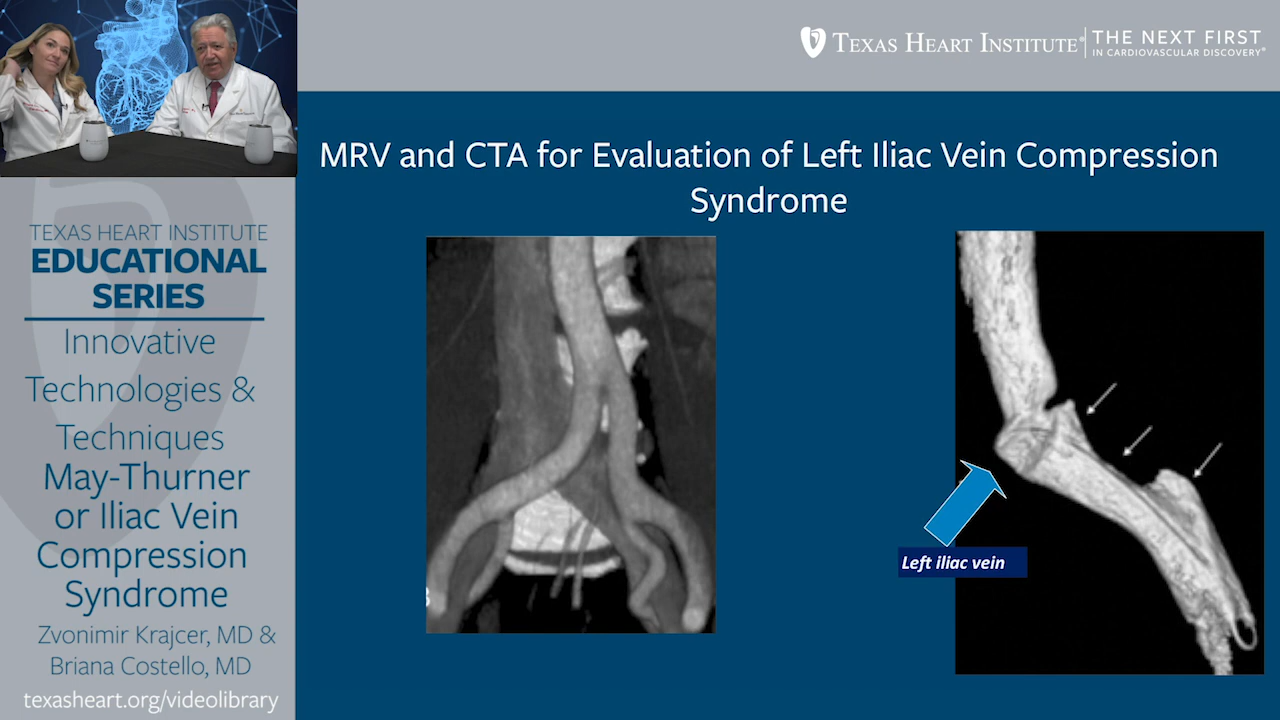 TEXAS HEART INSTITUTE®
THE NEXT FIRST
IN CARDIOVASCULAR DISCOVERY®
MRV and CTA for Evaluation of Left Iliac Vein Compression
Syndrome
Left iliac vein
TEXAS HEART INSTITUTE
EDUCATIONAL
SERIES
Innovative
Technologies &
Techniques
May-Thurner
or Iliac Vein
Compression
Syndrome
Zvonimir Krajcer, MD &
Briana Costello, MD
texasheart.org/videolibrary